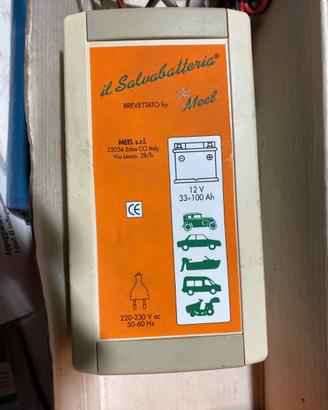 il Salvabatteria®
BREVETTATO by Meel
MEEL s.r.l.
22036 Erba CO Italy
Via Lecco, 28/b
12 V
33÷100 Ah
CE
220-230 V ac
50-60 Hz